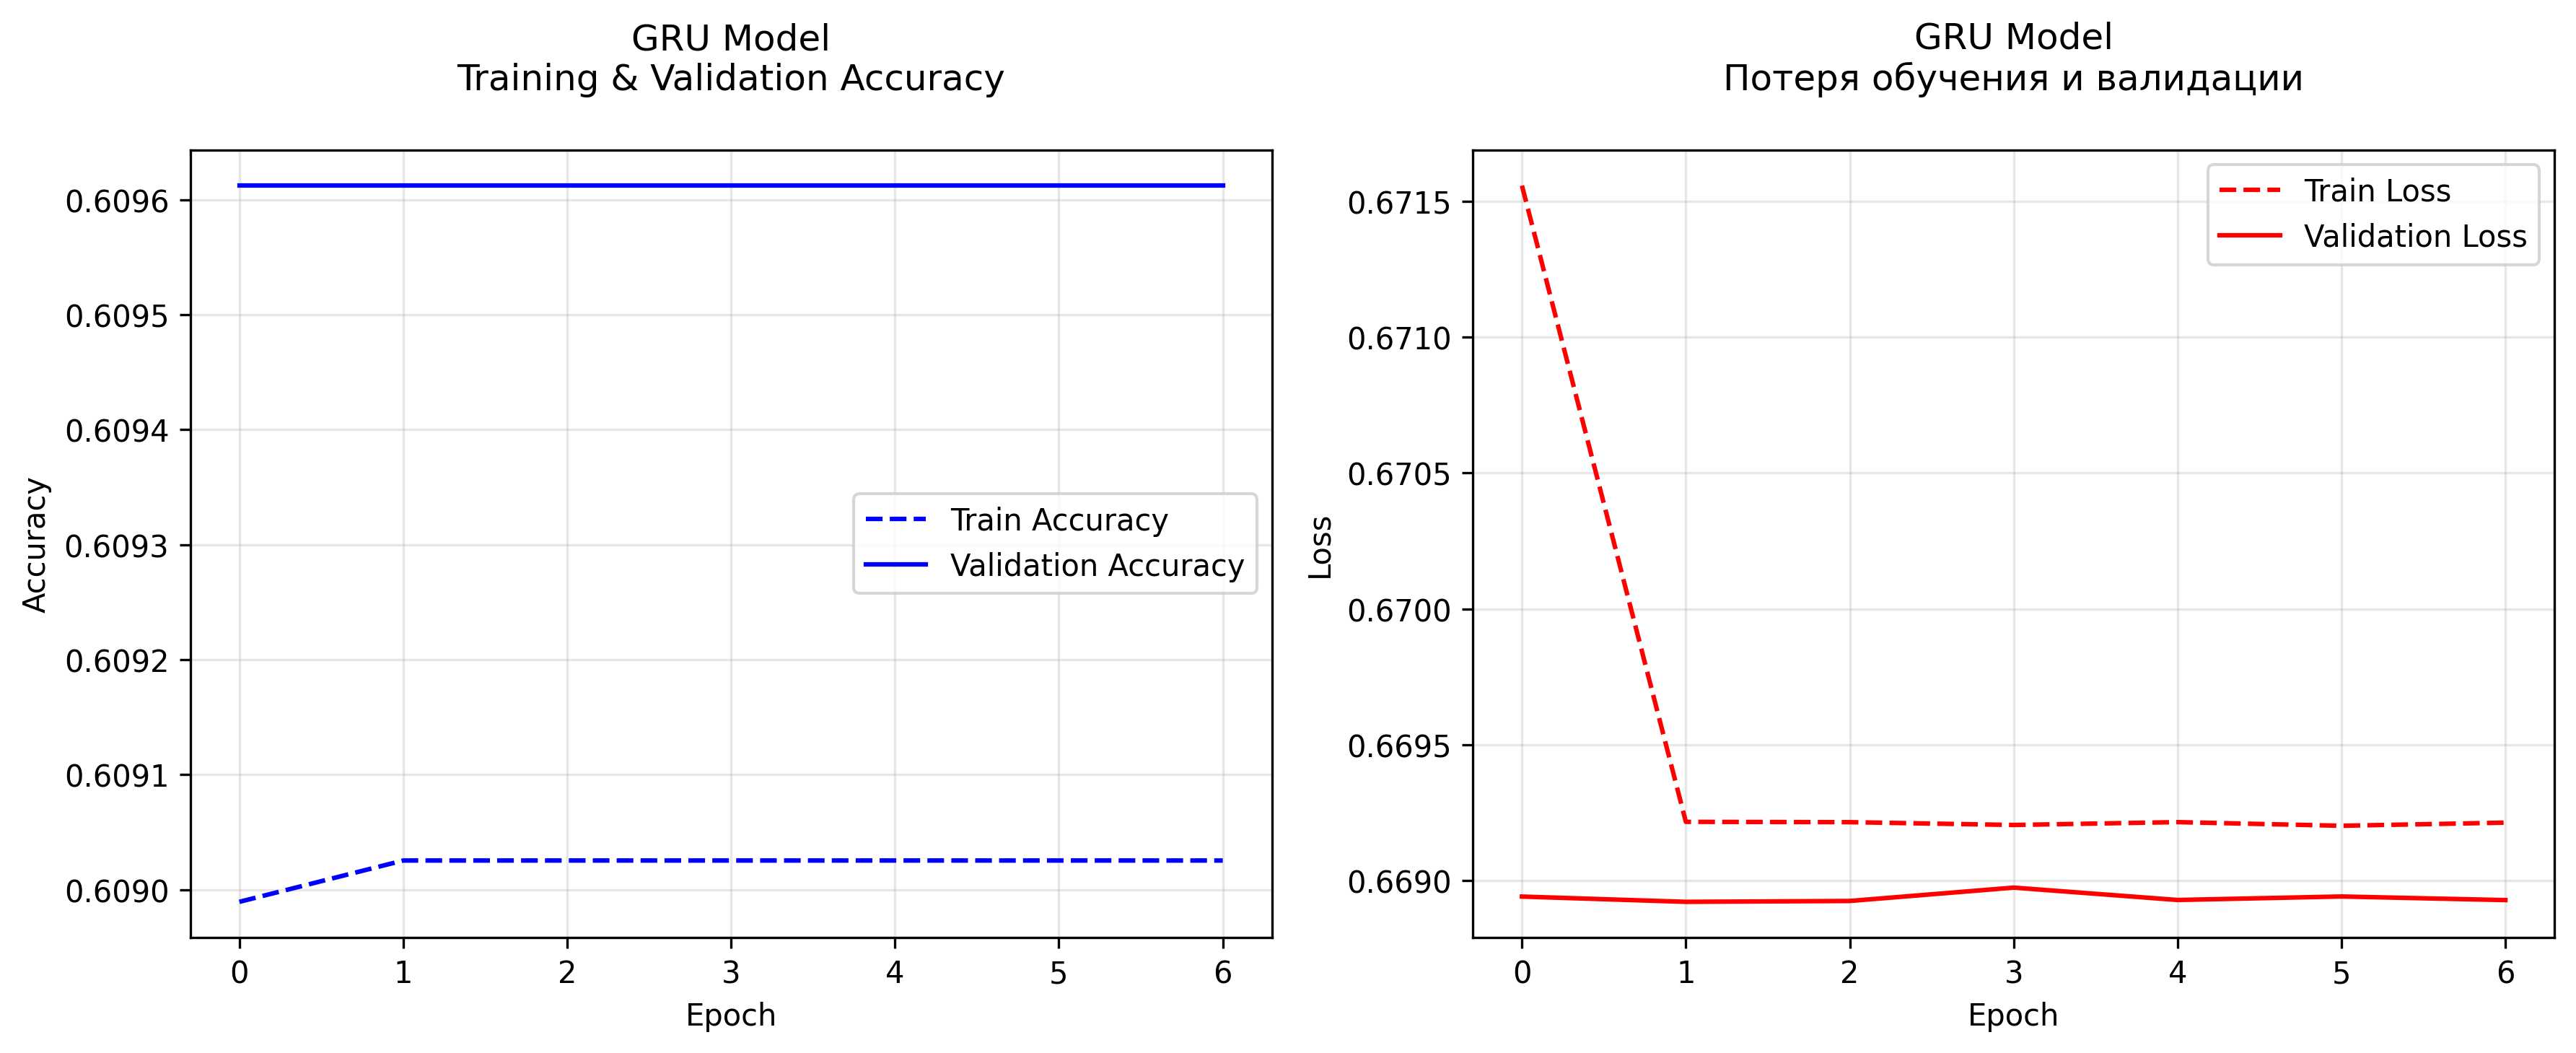 GRU Model
Training & Validation Accuracy
0.6096
0.6095
0.6094
0.6093
0.6092
0.6091
0.6090
Accuracy
Train Accuracy
Validation Accuracy
0 1 2 3 4 5 6
Epoch
GRU Model
Потеря обучения и валидации
0.6715
0.6710
0.6705
0.6700
0.6695
0.6690
Loss
Train Loss
Validation Loss
0 1 2 3 4 5 6
Epoch